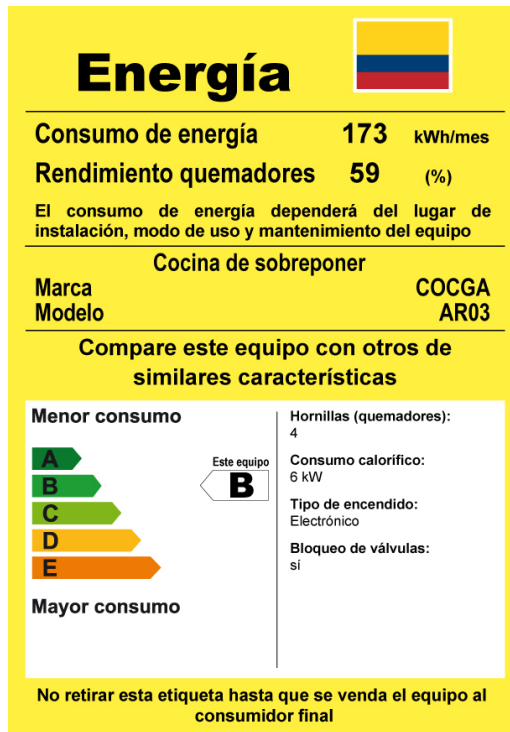 Energía
Consumo de energía 173 kWh/mes
Rendimiento quemadores 59 (%)
El consumo de energía dependerá del lugar de
instalación, modo de uso y mantenimiento del equipo
Cocina de sobreponer
Marca COCGA
Modelo AR03
Compare este equipo con otros de
similares características
Menor consumo
A
B
C
D
E
Mayor consumo
Este equipo
B
Hornillas (quemadores):
4
Consumo calorífico:
6 kW
Tipo de encendido:
Electrónico
Bloqueo de válvulas:
sí
No retirar esta etiqueta hasta que se venda el equipo al
consumidor final